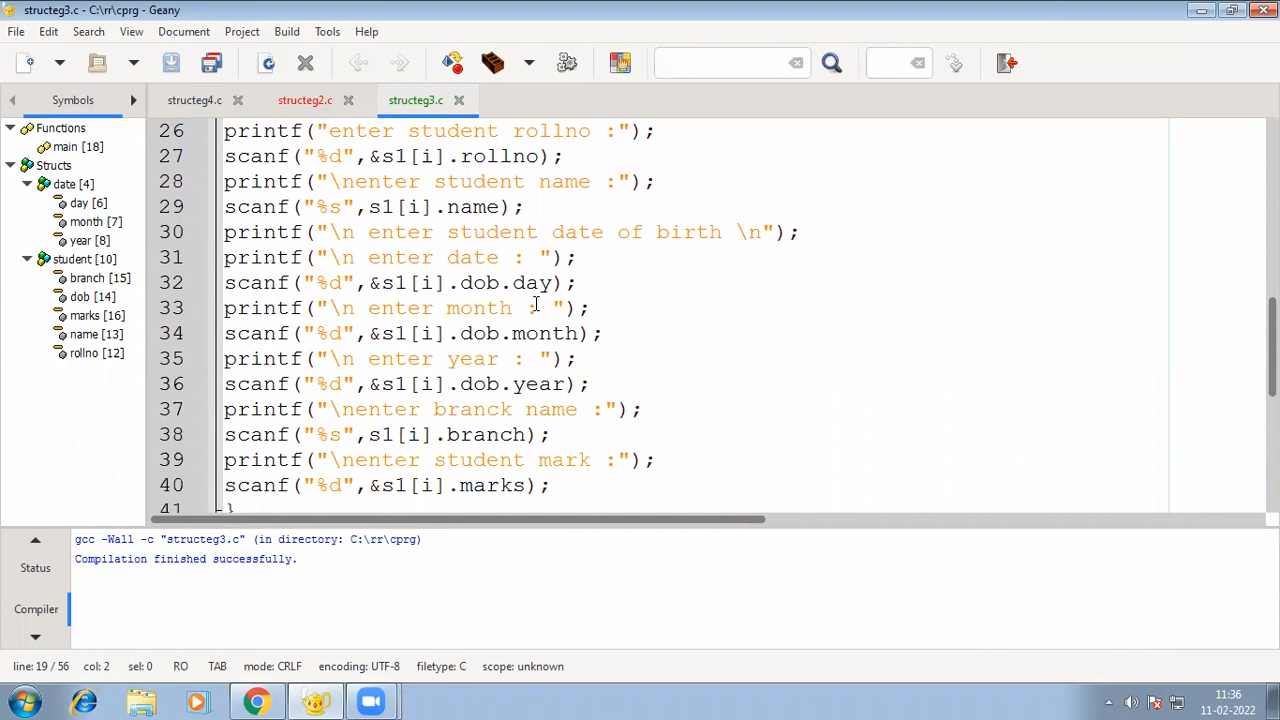 structeg3.c - C:\rr\cprg - Geany
File Edit Search View Document Project Build Tools Help
Symbols structeg4.c structeg2.c structeg3.c
Functions
main [18]
Structs
date [4]
day [6]
month [7]
year [8]
student [10]
branch [15]
dob [14]
marks [16]
name [13]
rollno [12]
26 printf("enter student rollno :");
27 scanf("%d",&s1[i].rollno);
28 printf("\nenter student name :");
29 scanf("%s",s1[i].name);
30 printf("\n enter student date of birth \n");
31 printf("\n enter date : ");
32 scanf("%d",&s1[i].dob.day);
33 printf("\n enter month : ");
34 scanf("%d",&s1[i].dob.month);
35 printf("\n enter year : ");
36 scanf("%d",&s1[i].dob.year);
37 printf("\nenter branck name :");
38 scanf("%s",s1[i].branch);
39 printf("\nenter student mark :");
40 scanf("%d",&s1[i].marks);
41 }
Status
Compiler
gcc -Wall -c "structeg3.c" (in directory: C:\rr\cprg)
Compilation finished successfully.
line: 19 / 56 col: 2 sel: 0 RO TAB mode: CRLF encoding: UTF-8 filetype: C scope: unknown
11:36
11-02-2022